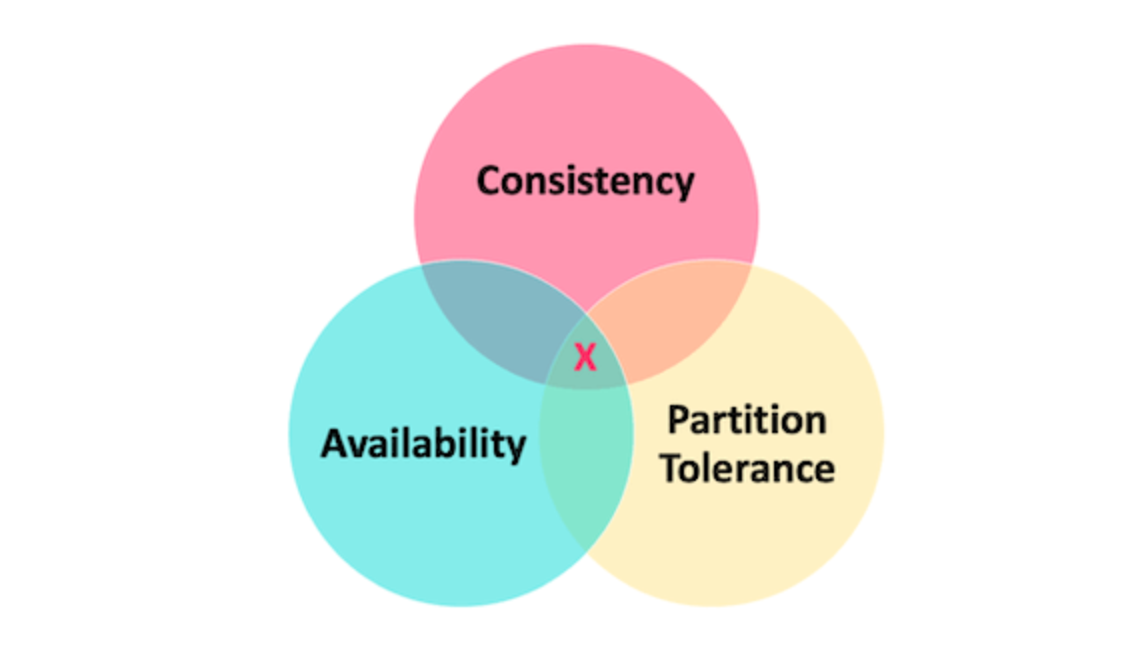 Consistency
X
Availability
Partition
Tolerance